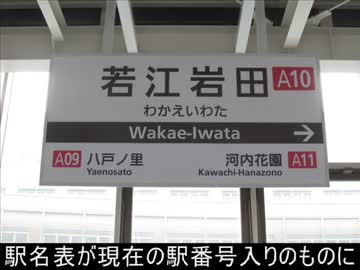 若江岩田 A10
わかえいわた
Wakae-Iwata →
A09 八戸ノ里 河内花園 A11
Yaenosato Kawachi-Hanazono
駅名表が現在の駅番号入りのものに